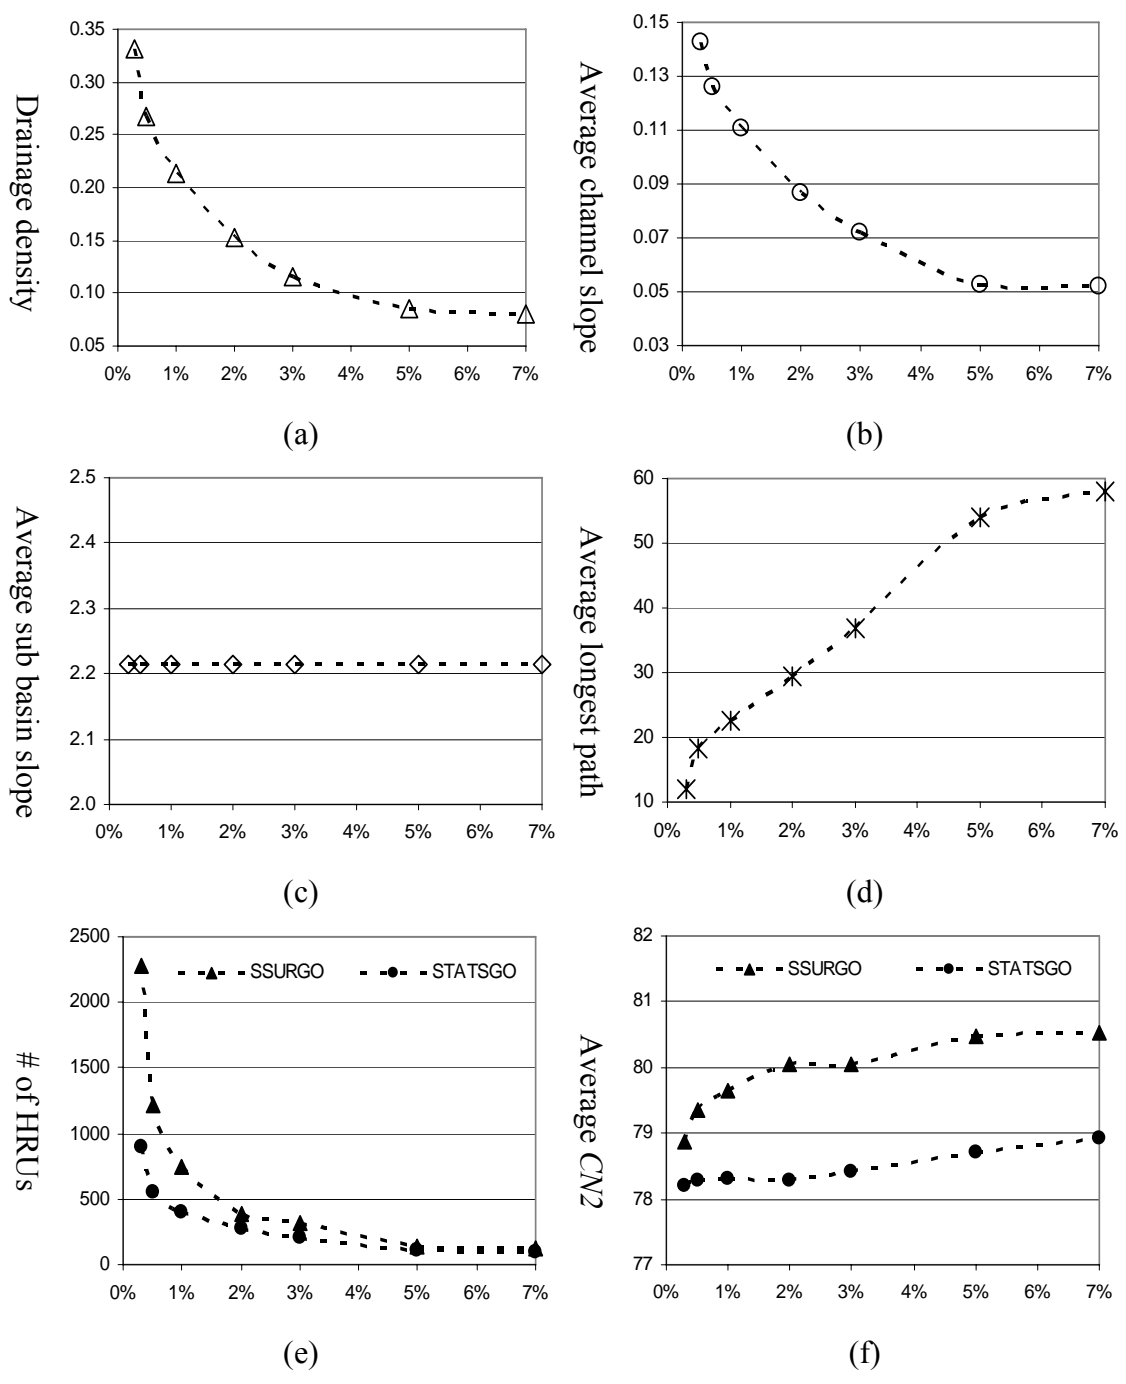 Drainage density
0.35
0.30
0.25
0.20
0.15
0.10
0.05
0% 1% 2% 3% 4% 5% 6% 7%
(a)
Average channel slope
0.15
0.13
0.11
0.09
0.07
0.05
0.03
0% 1% 2% 3% 4% 5% 6% 7%
(b)
Average sub basin slope
2.5
2.4
2.3
2.2
2.1
2.0
0% 1% 2% 3% 4% 5% 6% 7%
(c)
Average longest path
60
50
40
30
20
10
0% 1% 2% 3% 4% 5% 6% 7%
(d)
# of HRUs
2500
2000
1500
1000
500
0
SSURGO STATSGO
0% 1% 2% 3% 4% 5% 6% 7%
(e)
Average CN2
82
81
80
79
78
77
SSURGO STATSGO
0% 1% 2% 3% 4% 5% 6% 7%
(f)